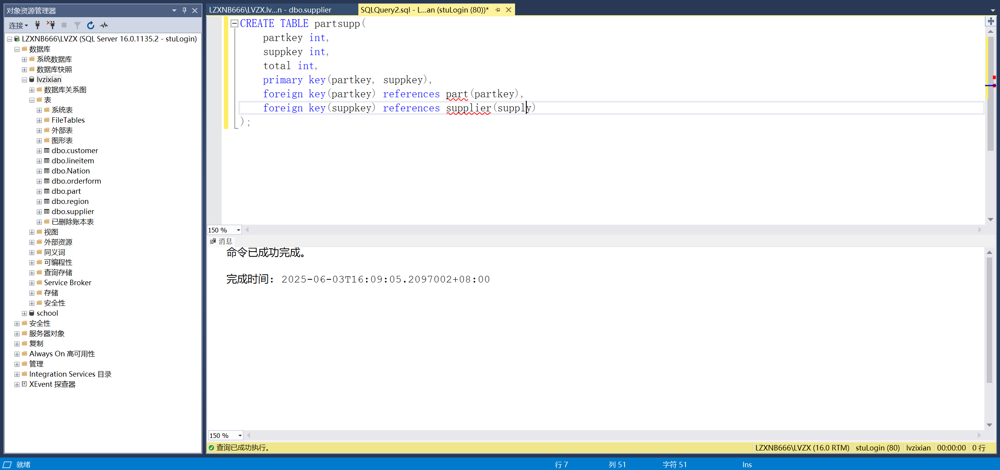 对象资源管理器
连接
LZXNB666\LVZX (SQL Server 16.0.1135.2 - stuLogin)
数据库
系统数据库
数据库快照
lvzixian
数据库关系图
表
系统表
FileTables
外部表
图形表
dbo.customer
dbo.lineitem
dbo.Nation
dbo.orderform
dbo.part
dbo.region
dbo.supplier
已删除账本表
视图
外部资源
同义词
可编程性
查询存储
Service Broker
存储
安全性
school
安全性
服务器对象
复制
Always On 高可用性
管理
Integration Services 目录
XEvent 探查器
LZXNB666\LVZX.lv...n - dbo.supplier
SQLQuery2.sql - L...an (stuLogin (80))*
CREATE TABLE partsupp(
partkey int,
suppkey int,
total int,
primary key(partkey, suppkey),
foreign key(partkey) references part(partkey),
foreign key(suppkey) references supplier(supply)
);
150 %
消息
命令已成功完成。
完成时间: 2025-06-03T16:09:05.2097002+08:00
150 %
查询已成功执行。
LZXNB666\LVZX (16.0 RTM)
stuLogin (80)
lvzixian
00:00:00
0 行
就绪
行 7
列 51
字符 51
Ins